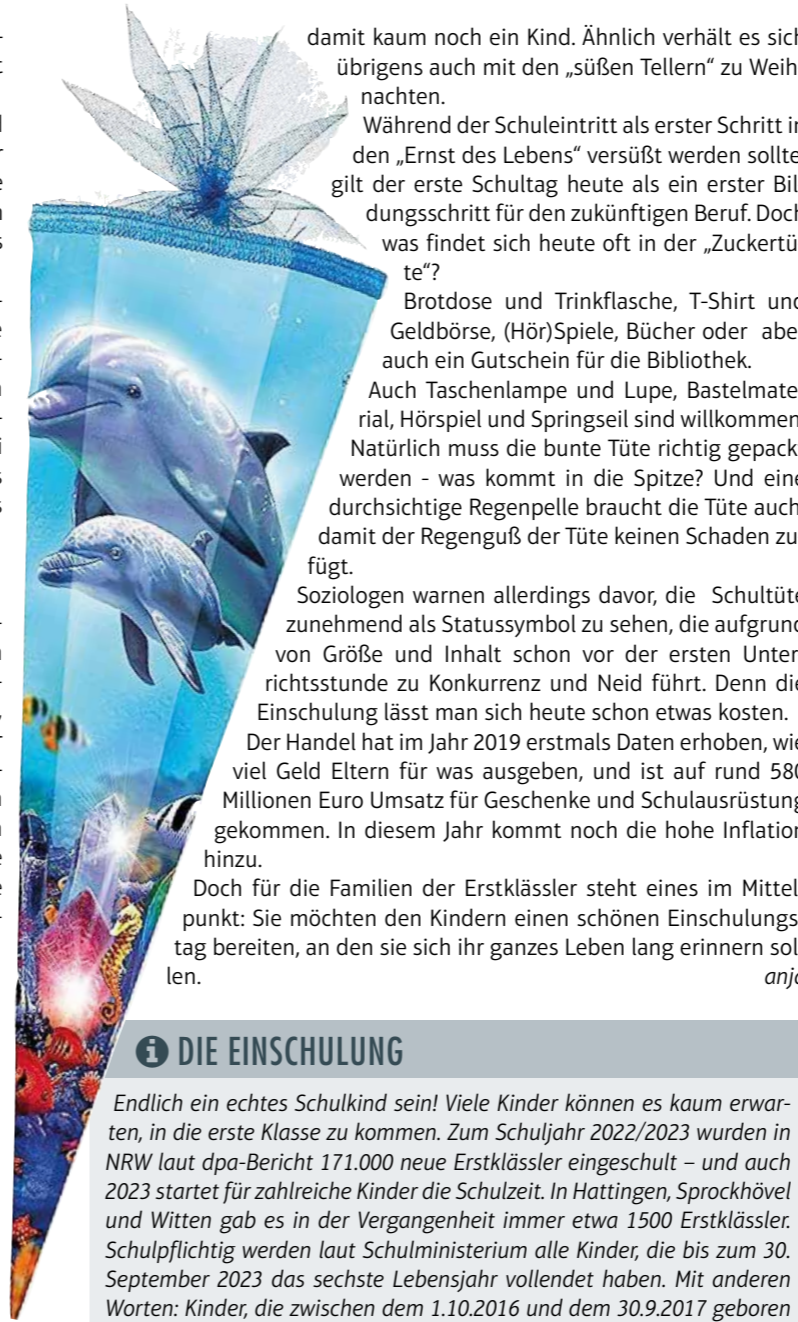 damit kaum noch ein Kind. Ähnlich verhält es sich
übrigens auch mit den „süßen Tellern“ zu Weih-
nachten.
Während der Schuleintritt als erster Schritt in
den „Ernst des Lebens“ versüßt werden sollte,
gilt der erste Schultag heute als ein erster Bil-
dungsschritt für den zukünftigen Beruf. Doch
was findet sich heute oft in der „Zuckertü-
te“?
Brotdose und Trinkflasche, T-Shirt und
Geldbörse, (Hör)Spiele, Bücher oder abe
auch ein Gutschein für die Bibliothek.
Auch Taschenlampe und Lupe, Bastelmate-
rial, Hörspiel und Springseil sind willkommen.
Natürlich muss die bunte Tüte richtig gepack
werden - was kommt in die Spitze? Und eine
durchsichtige Regenpelle braucht die Tüte auch,
damit der Regenguß der Tüte keinen Schaden zu-
fügt.
Soziologen warnen allerdings davor, die Schultüte
zunehmend als Statussymbol zu sehen, die aufgrund
von Größe und Inhalt schon vor der ersten Unter-
richtsstunde zu Konkurrenz und Neid führt. Denn die
Einschulung lässt man sich heute schon etwas kosten.
Der Handel hat im Jahr 2019 erstmals Daten erhoben, wie
viel Geld Eltern für was ausgeben, und ist auf rund 580
Millionen Euro Umsatz für Geschenke und Schulausrüstung
gekommen. In diesem Jahr kommt noch die hohe Inflation
hinzu.
Doch für die Familien der Erstklässler steht eines im Mittel-
punkt: Sie möchten den Kindern einen schönen Einschulungs-
tag bereiten, an den sie sich ihr ganzes Leben lang erinnern sol-
len. anja
DIE EINSCHULUNG
Endlich ein echtes Schulkind sein! Viele Kinder können es kaum erwar-
ten, in die erste Klasse zu kommen. Zum Schuljahr 2022/2023 wurden in
NRW laut dpa-Bericht 171.000 neue Erstklässler eingeschult – und auch
2023 startet für zahlreiche Kinder die Schulzeit. In Hattingen, Sprockhövel
und Witten gab es in der Vergangenheit immer etwa 1500 Erstklässler.
Schulpflichtig werden laut Schulministerium alle Kinder, die bis zum 30.
September 2023 das sechste Lebensjahr vollendet haben. Mit anderen
Worten: Kinder, die zwischen dem 1.10.2016 und dem 30.9.2017 geboren